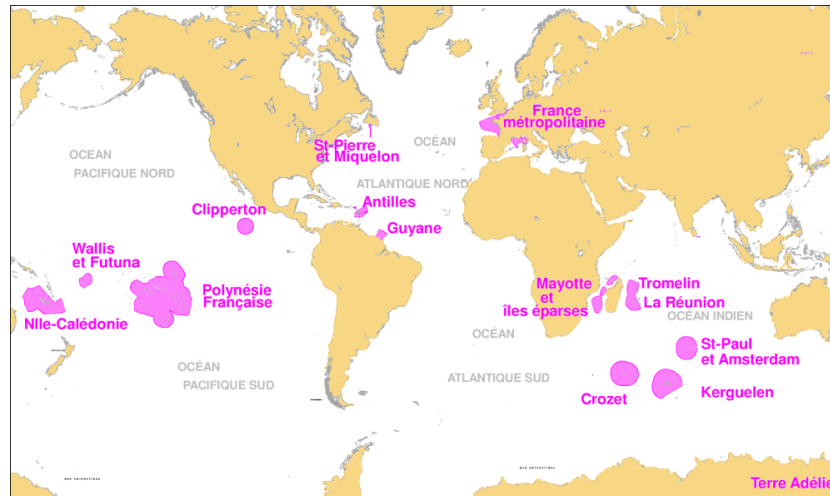 France
métropolitaine
St-Pierre
et Miquelon
OCÉAN
ATLANTIQUE NORD
OCEAN
PACIFIQUE NORD
Clipperton
Antilles
Guyane
Wallis
et Futuna
Polynésie
Française
Nlle-Calédonie
Mayotte
et
îles éparses
Tromelin
La Réunion
OCÉAN INDIEN
OCÉAN
ATLANTIQUE SUD
St-Paul
et Amsterdam
OCÉAN
PACIFIQUE SUD
Crozet
Kerguelen
Terre Adélie